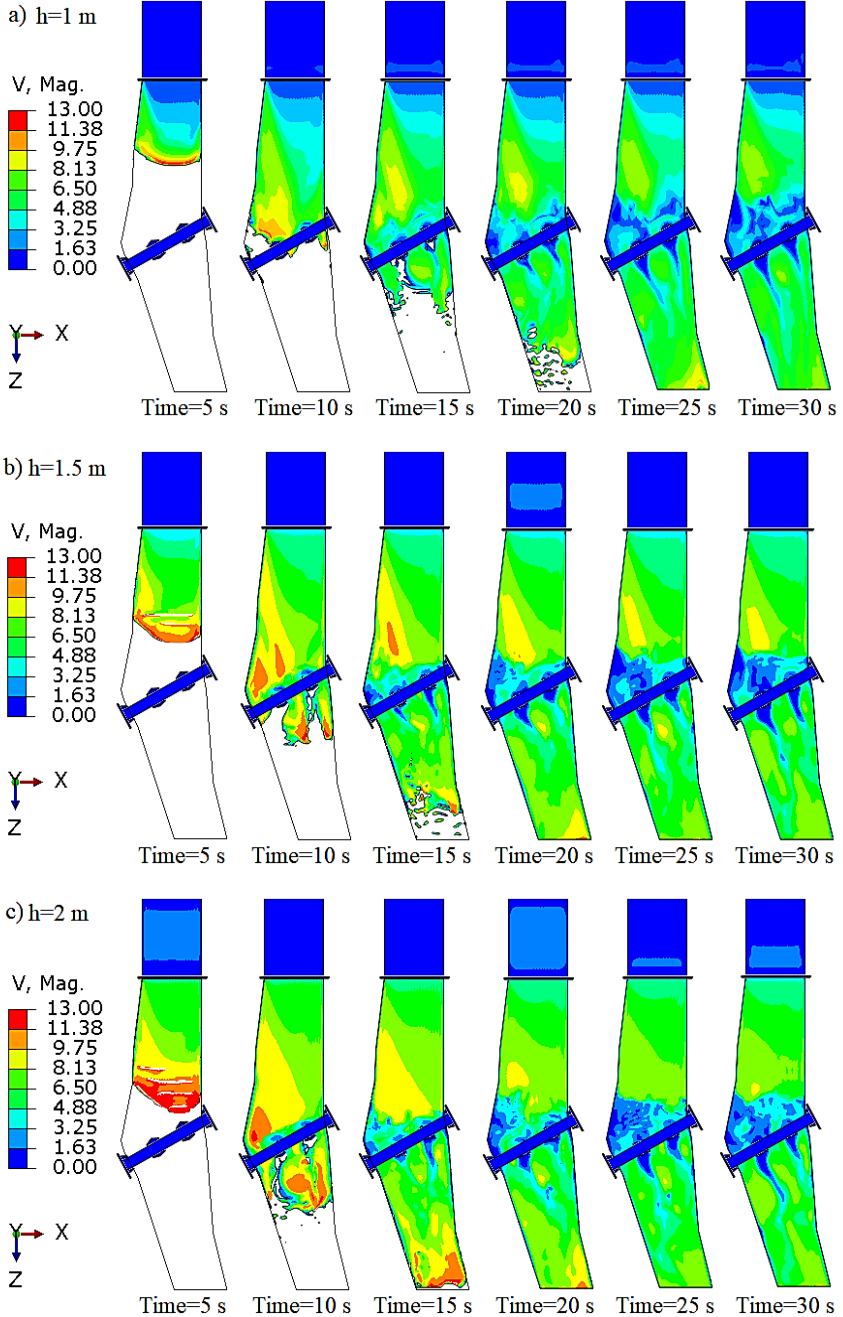 a) h=1 m
V, Mag.
13.00
11.38
9.75
8.13
6.50
4.88
3.25
1.63
0.00
Y X
Z
Time=5 s Time=10 s Time=15 s Time=20 s Time=25 s Time=30 s
b) h=1.5 m
V, Mag.
13.00
11.38
9.75
8.13
6.50
4.88
3.25
1.63
0.00
Y X
Z
Time=5 s Time=10 s Time=15 s Time=20 s Time=25 s Time=30 s
c) h=2 m
V, Mag.
13.00
11.38
9.75
8.13
6.50
4.88
3.25
1.63
0.00
Y X
Z
Time=5 s Time=10 s Time=15 s Time=20 s Time=25 s Time=30 s